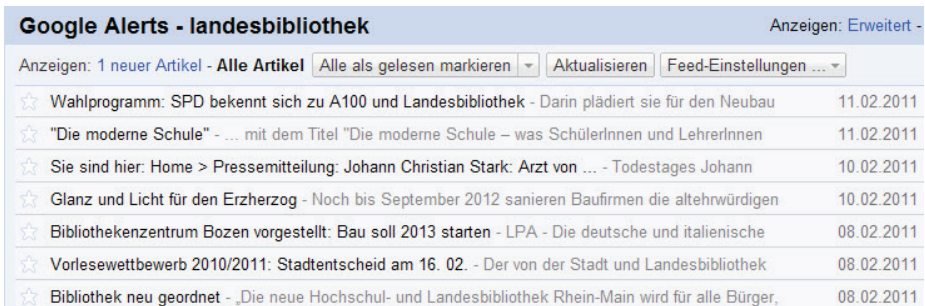 Google Alerts - landesbibliothek Anzeigen: Erweitert -
Anzeigen: 1 neuer Artikel - Alle Artikel Alle als gelesen markieren Aktualisieren Feed-Einstellungen ...
Wahlprogramm: SPD bekennt sich zu A100 und Landesbibliothek - Darin plädiert sie für den Neubau 11.02.2011
"Die moderne Schule" - ... mit dem Titel "Die moderne Schule – was SchülerInnen und LehrerInnen 11.02.2011
Sie sind hier: Home > Pressemitteilung: Johann Christian Stark: Arzt von ... - Todestages Johann 10.02.2011
Glanz und Licht für den Erzherzog - Noch bis September 2012 sanieren Baufirmen die altehrwürdigen 10.02.2011
Bibliothekenzentrum Bozen vorgestellt: Bau soll 2013 starten - LPA - Die deutsche und italienische 08.02.2011
Vorlesewettbewerb 2010/2011: Stadtentscheid am 16. 02. - Der von der Stadt und Landesbibliothek 08.02.2011
Bibliothek neu geordnet - „Die neue Hochschul- und Landesbibliothek Rhein-Main wird für alle Bürger, 08.02.2011